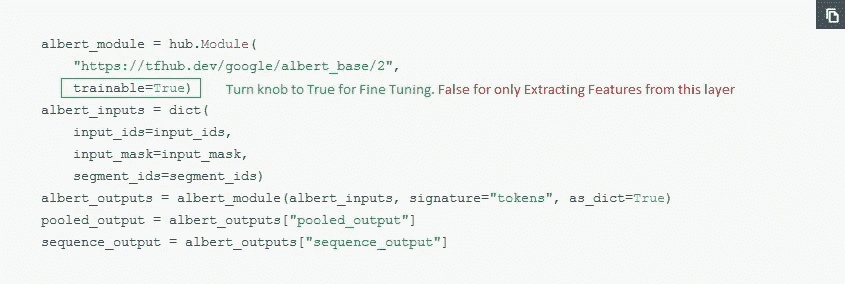 albert_module = hub.Module(
    "https://tfhub.dev/google/albert_base/2",
    trainable=True) Turn knob to True for Fine Tuning. False for only Extracting Features from this layer
albert_inputs = dict(
    input_ids=input_ids,
    input_mask=input_mask,
    segment_ids=segment_ids)
albert_outputs = albert_module(albert_inputs, signature="tokens", as_dict=True)
pooled_output = albert_outputs["pooled_output"]
sequence_output = albert_outputs["sequence_output"]